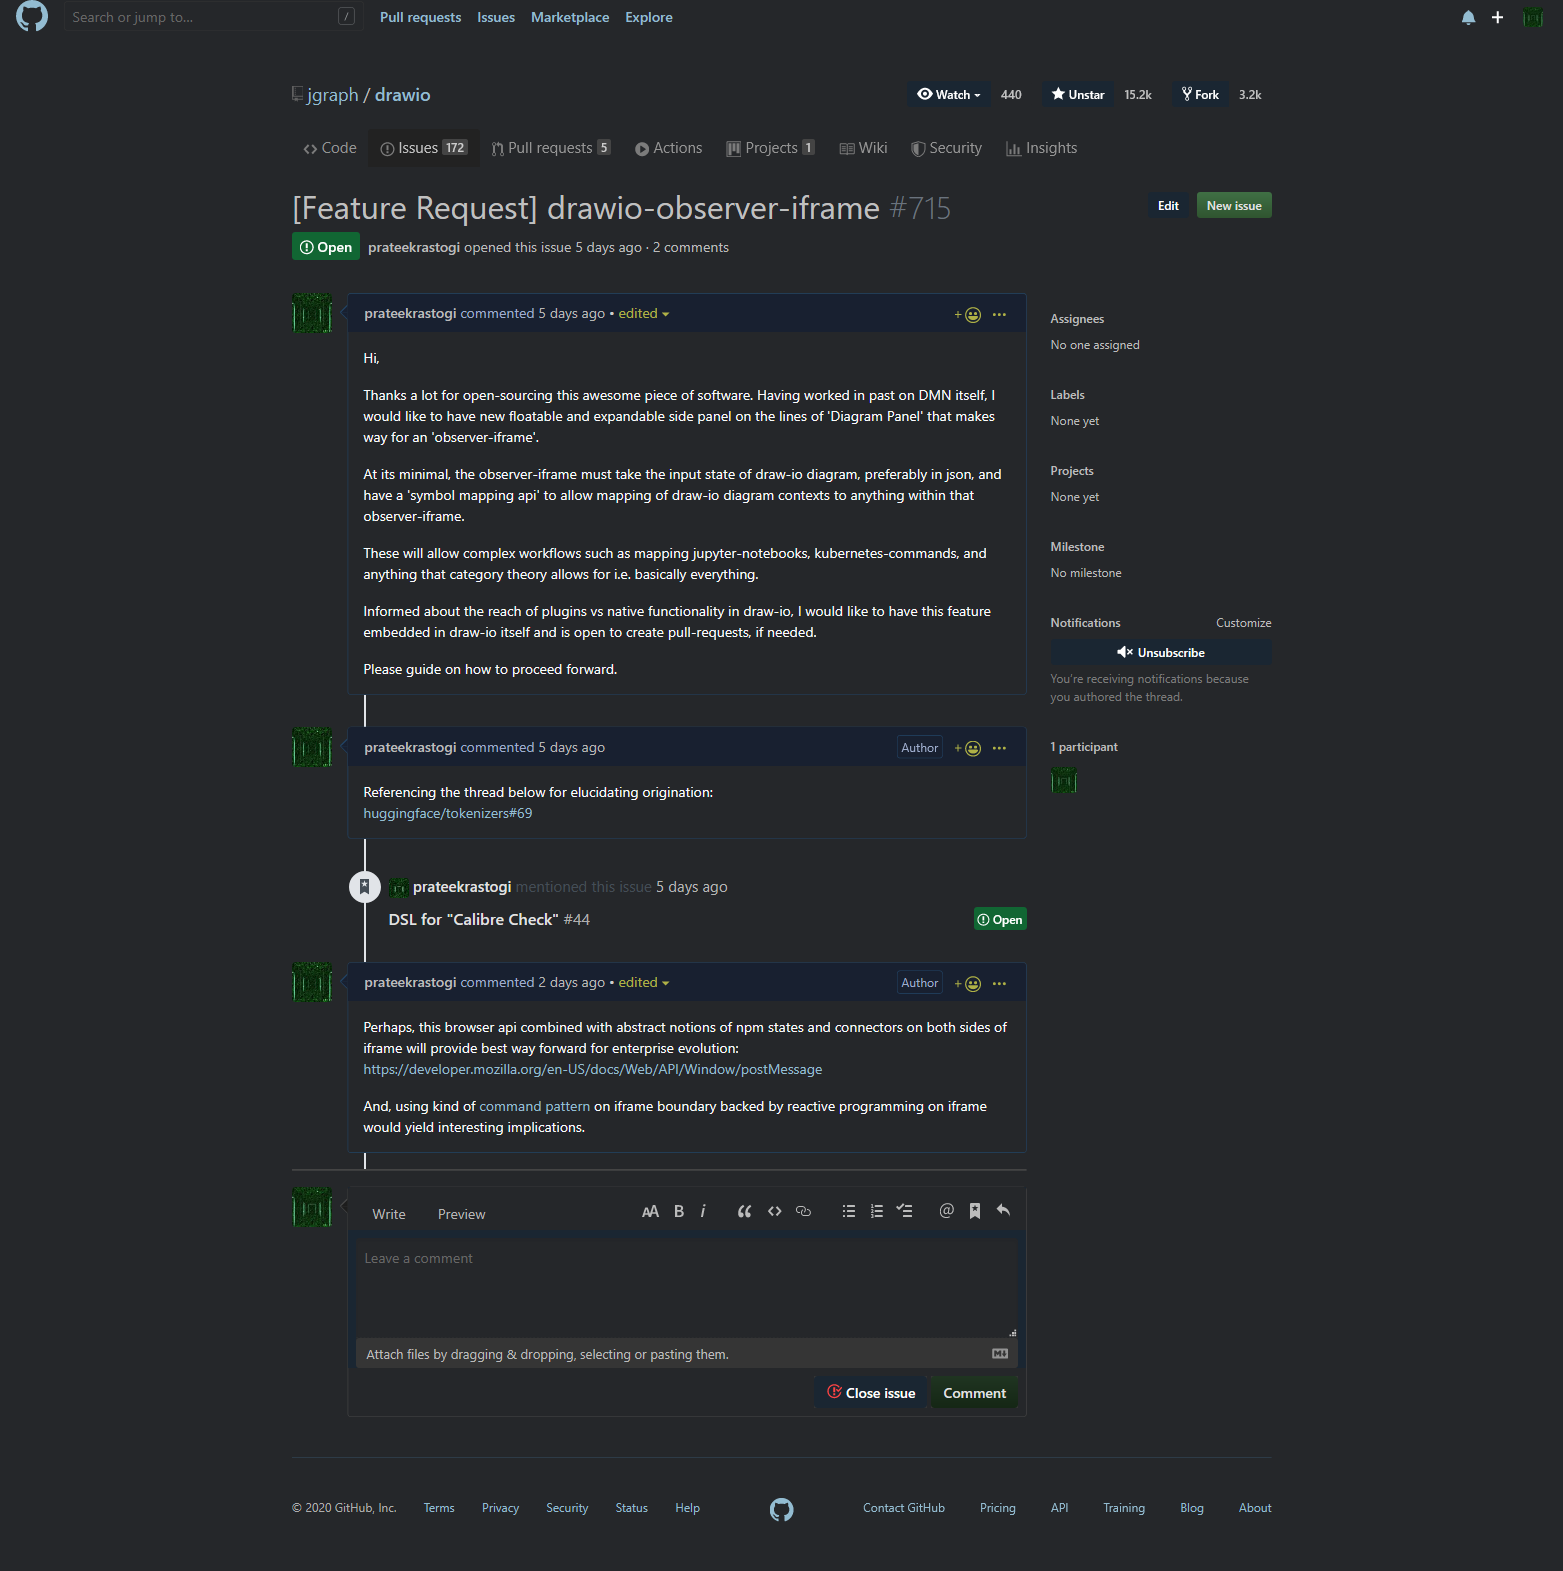 Search or jump to... /
Pull requests Issues Marketplace Explore
jgraph / drawio
Watch 440 Unstar 15.2k Fork 3.2k
Code Issues 172 Pull requests 5 Actions Projects 1 Wiki Security Insights
[Feature Request] drawio-observer-iframe #715
Edit New issue
Open prateekrastogi opened this issue 5 days ago · 2 comments
prateekrastogi commented 5 days ago • edited
Hi,
Thanks a lot for open-sourcing this awesome piece of software. Having worked in past on DMN itself, I
would like to have new floatable and expandable side panel on the lines of 'Diagram Panel' that makes
way for an 'observer-iframe'.
At its minimal, the observer-iframe must take the input state of draw-io diagram, preferably in json, and
have a 'symbol mapping api' to allow mapping of draw-io diagram contexts to anything within that
observer-iframe.
These will allow complex workflows such as mapping jupyter-notebooks, kubernetes-commands, and
anything that category theory allows for i.e. basically everything.
Informed about the reach of plugins vs native functionality in draw-io, I would like to have this feature
embedded in draw-io itself and is open to create pull-requests, if needed.
Please guide on how to proceed forward.
Assignees
No one assigned
Labels
None yet
Projects
None yet
Milestone
No milestone
Notifications Customize
Unsubscribe
You're receiving notifications because
you authored the thread.
1 participant
prateekrastogi commented 5 days ago Author
Referencing the thread below for elucidating origination:
huggingface/tokenizers#69
prateekrastogi mentioned this issue 5 days ago
DSL for "Calibre Check" #44 Open
prateekrastogi commented 2 days ago • edited Author
Perhaps, this browser api combined with abstract notions of npm states and connectors on both sides of
iframe will provide best way forward for enterprise evolution:
https://developer.mozilla.org/en-US/docs/Web/API/Window/postMessage
And, using kind of command pattern on iframe boundary backed by reactive programming on iframe
would yield interesting implications.
Write Preview AA B i @
Leave a comment
Attach files by dragging & dropping, selecting or pasting them.
Close issue Comment
© 2020 GitHub, Inc. Terms Privacy Security Status Help Contact GitHub Pricing API Training Blog About